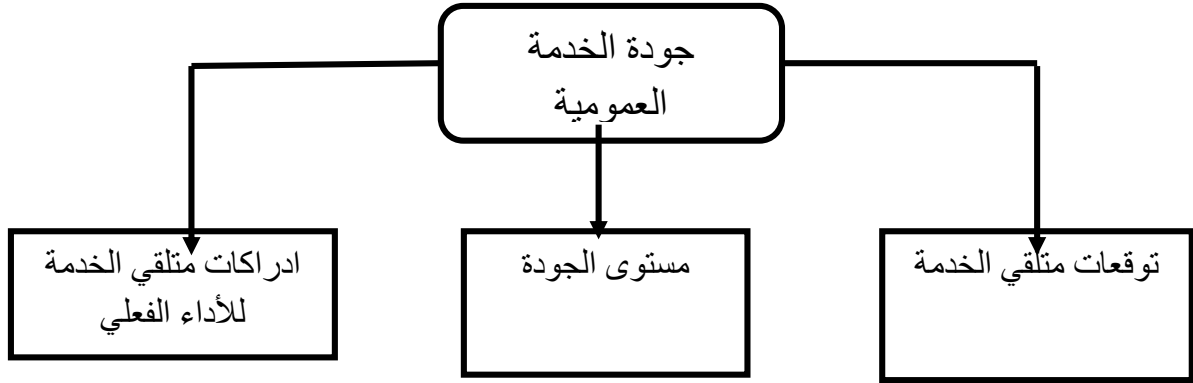 جودة الخدمة
العمومية
توقعات متلقي الخدمة
مستوى الجودة
ادراكات متلقي الخدمة
للأداء الفعلي